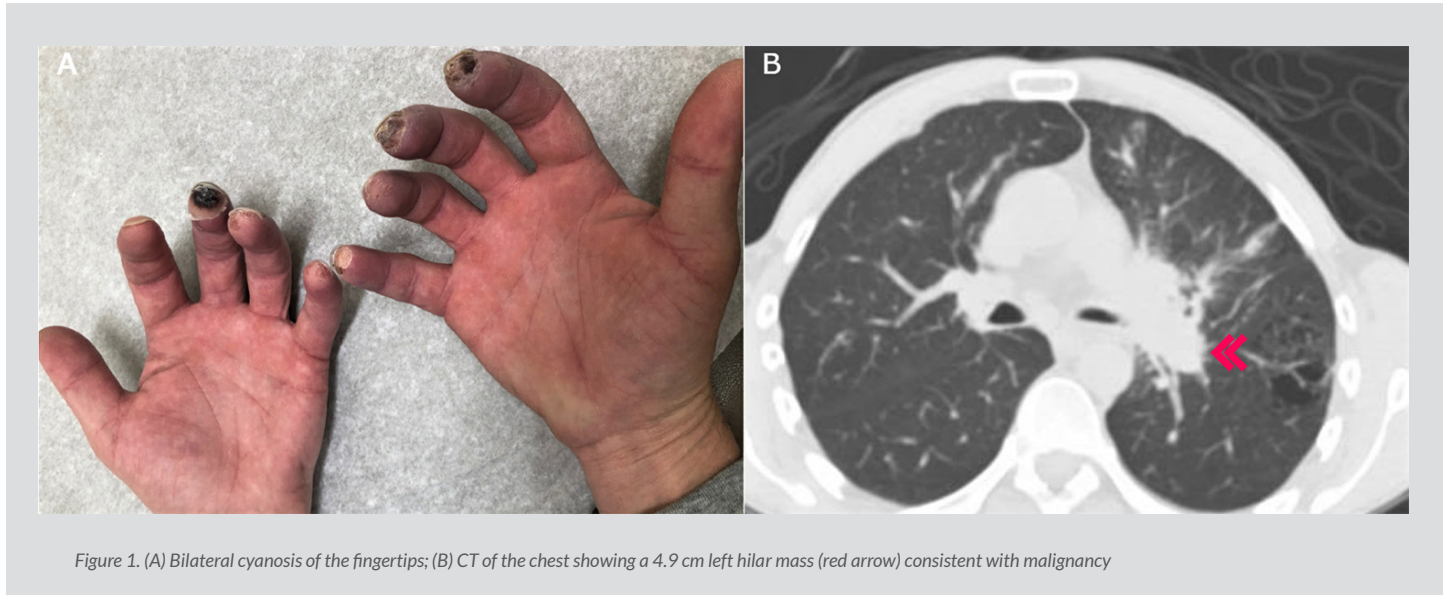 A
B
Figure 1. (A) Bilateral cyanosis of the fingertips; (B) CT of the chest showing a 4.9 cm left hilar mass (red arrow) consistent with malignancy